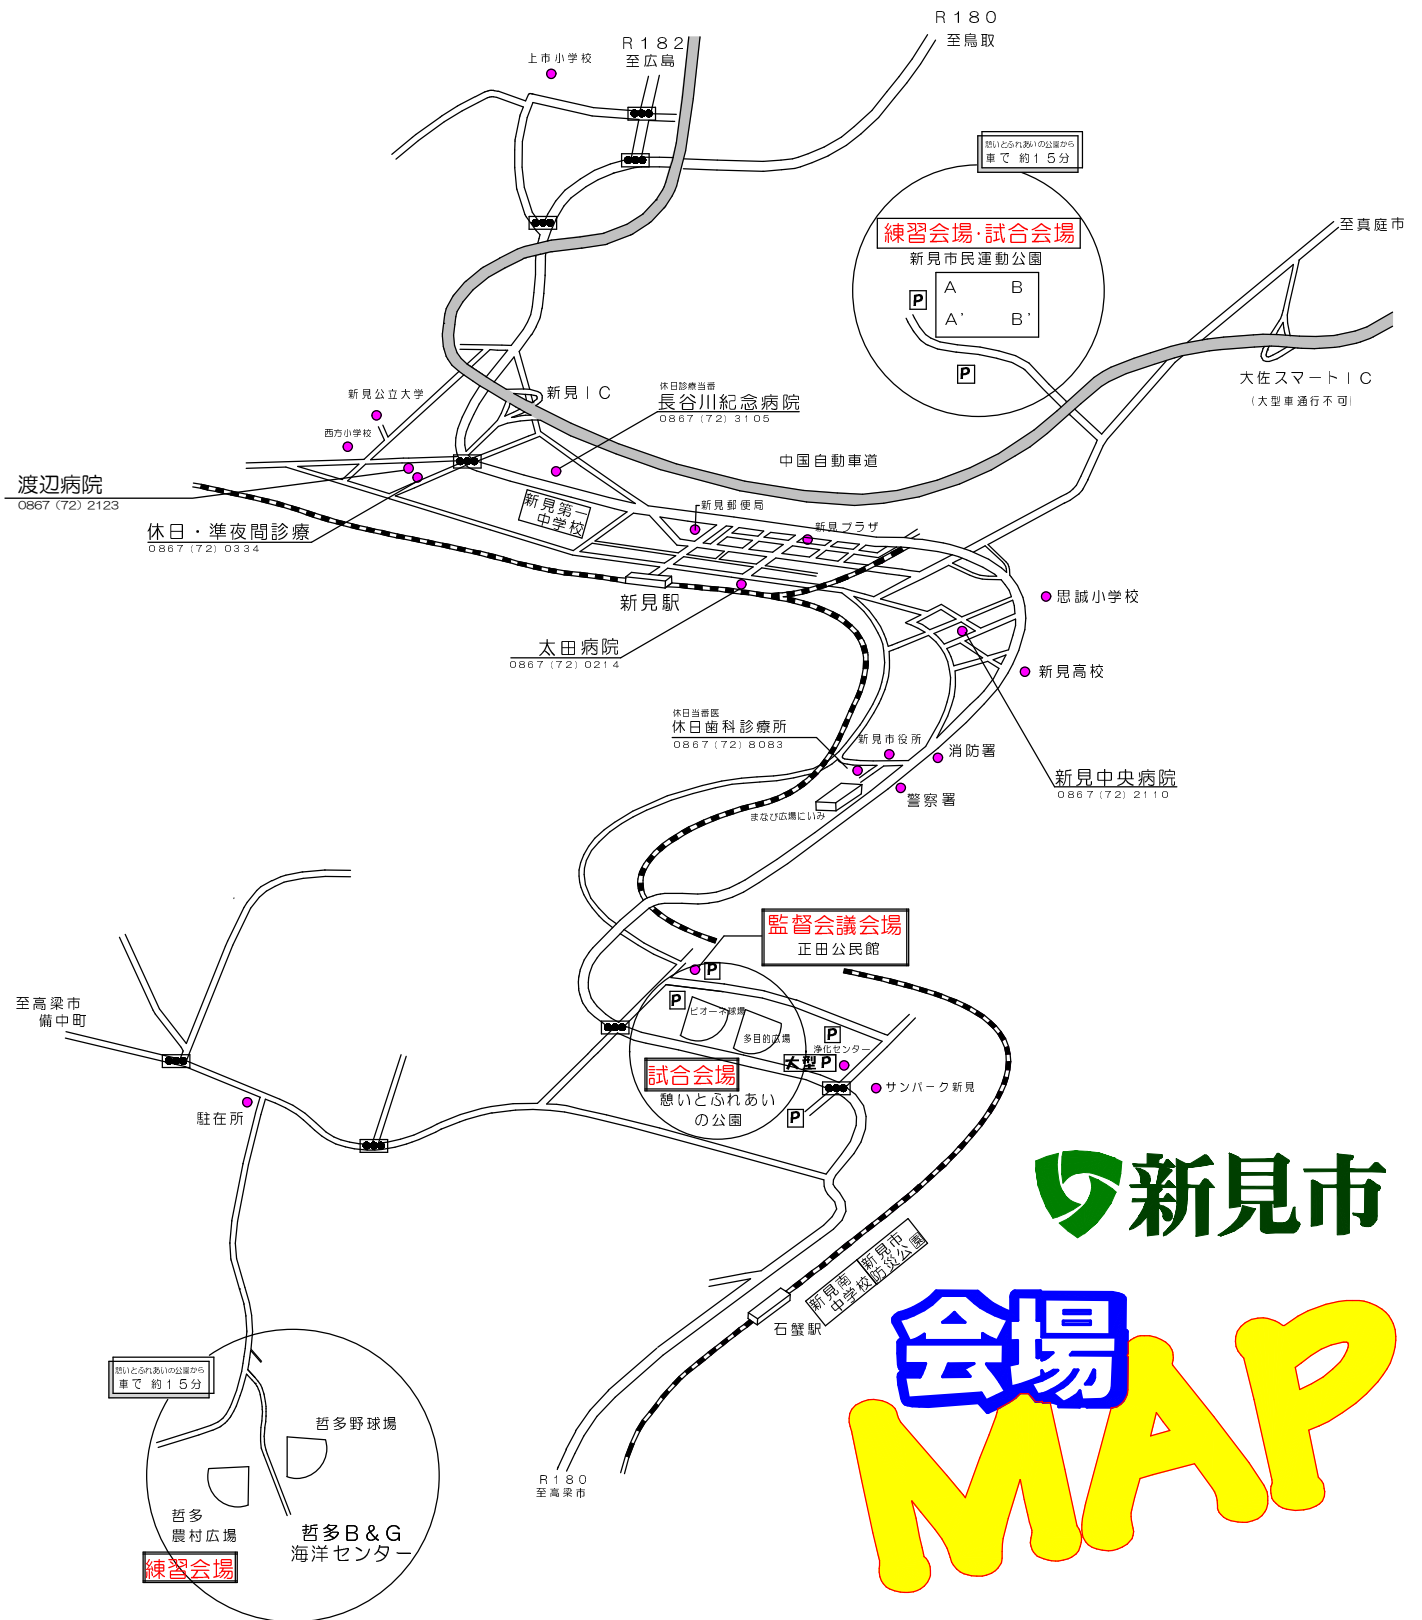 R180
至鳥取
R182
至広島
上市小学校
憩いとふれあいの公園から
車で 約15分
練習会場・試合会場
新見市民運動公園
A B
A' B'
P
P
至真庭市
大佐スマートIC
(大型車通行不可)
新見IC
新見公立大学
西方小学校
休日診療当番
長谷川紀念病院
0867(72)3105
中国自動車道
渡辺病院
0867(72)2123
休日・準夜間診療
0867(72)0334
新見第一
中学校
新見郵便局
新見プラザ
新見駅
太田病院
0867(72)0214
思誠小学校
新見高校
休日当番医
休日歯科診療所
0867(72)8083
新見市役所
消防署
警察署
新見中央病院
0867(72)2110
まなび広場にいみ
監督会議会場
正田公民館
P
P
ピオーネ球場
多目的広場
P
浄化センター
大型P
サンパーク新見
P
試合会場
憩いとふれあい
の公園
至高梁市
備中町
駐在所
新見市
新見市
防災公園
新見南
中学校
石蟹駅
会場
MAP
憩いとふれあいの公園から
車で 約15分
哲多野球場
哲多
農村広場
哲多B&G
海洋センター
練習会場
R180
至高梁市